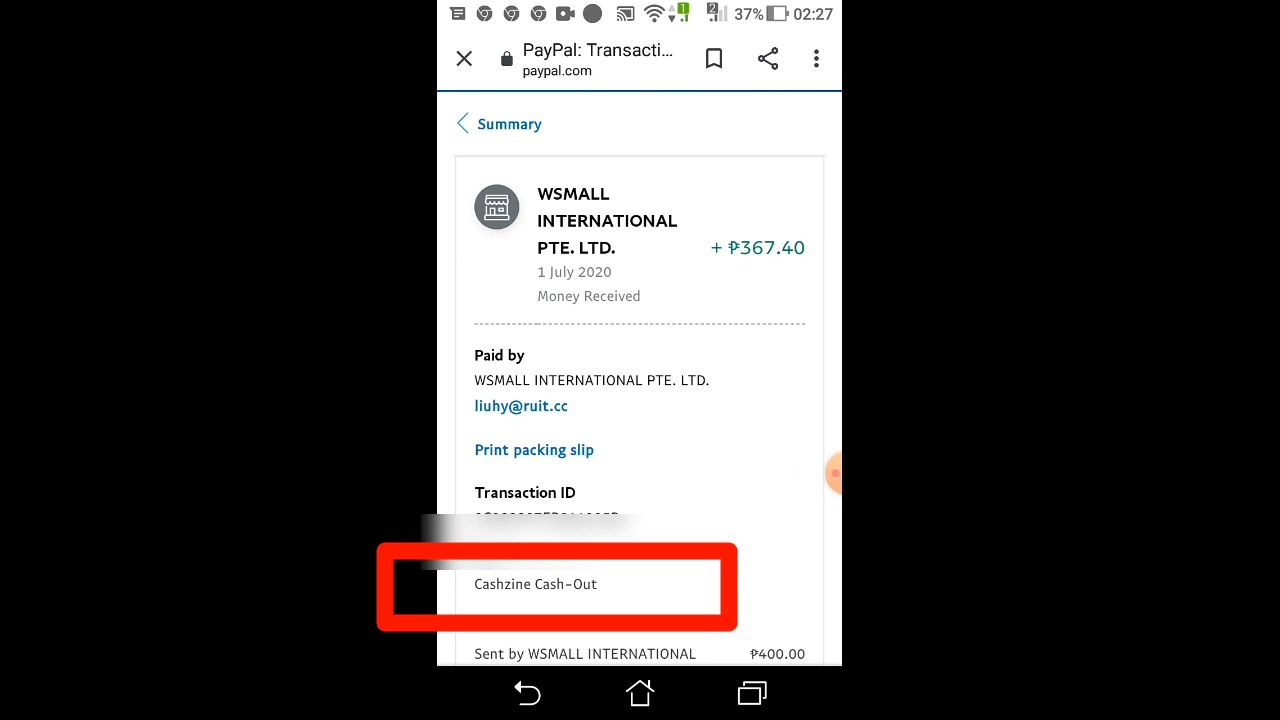 1 2 37% 02:27
PayPal: Transacti...
paypal.com
Summary
WSMALL
INTERNATIONAL
PTE. LTD.
+ ₱367.40
1 July 2020
Money Received
Paid by
WSMALL INTERNATIONAL PTE. LTD.
liuhy@ruit.cc
Print packing slip
Transaction ID
Cashzine Cash-Out
Sent by WSMALL INTERNATIONAL ₱400.00